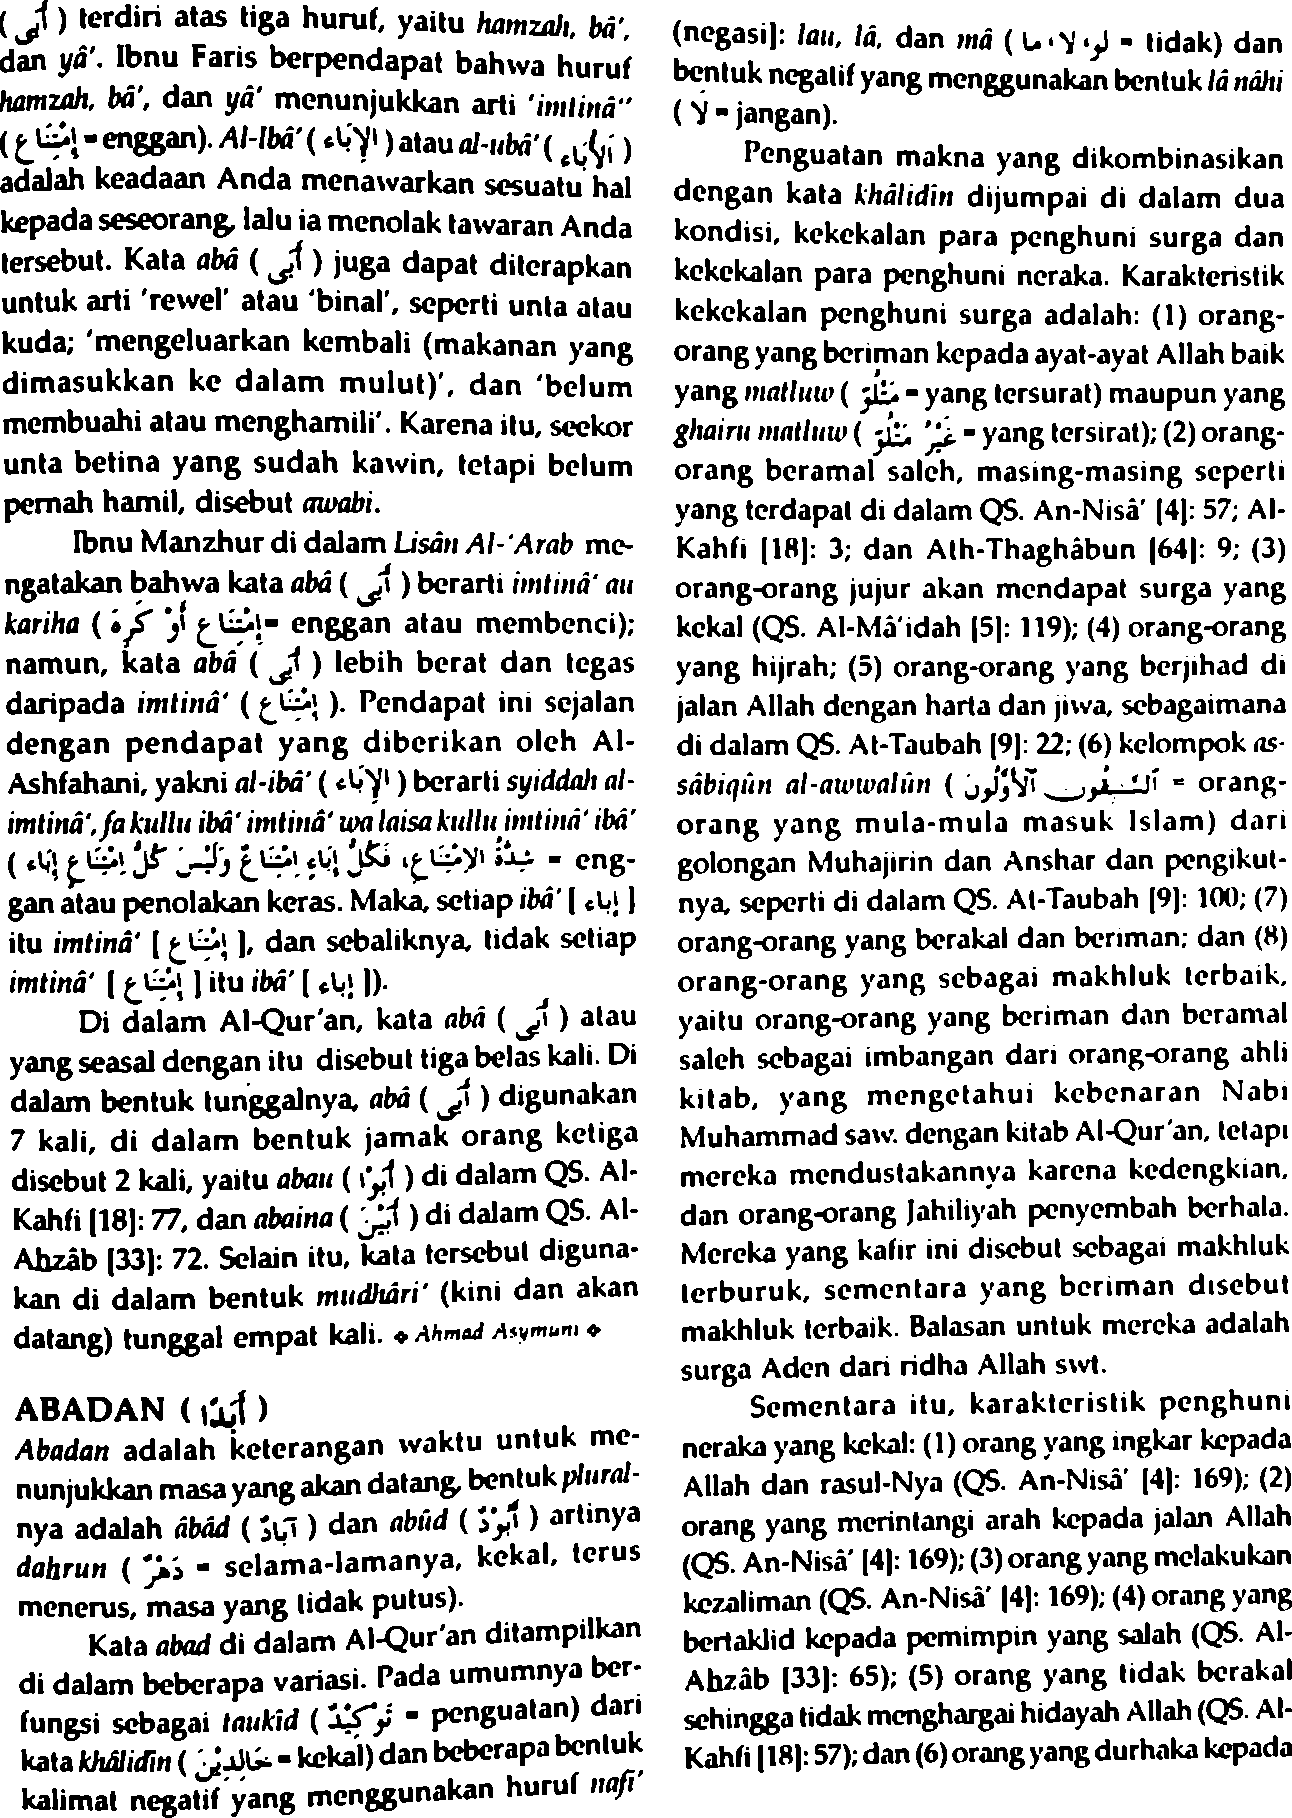 ( أَبَى ) terdiri atas tiga huruf, yaitu hamzah, bâ',
dan yâ'. Ibnu Faris berpendapat bahwa huruf
hamzah, bâ', dan yâ' menunjukkan arti 'imtinâ''
( إِمْتِنَاع = enggan). Al-Ibâ' ( الإِبَاء ) atau al-ubâ' ( اَلأُبَاء )
adalah keadaan Anda menawarkan sesuatu hal
kepada seseorang, lalu ia menolak tawaran Anda
tersebut. Kata abâ ( أَبَى ) juga dapat diterapkan
untuk arti 'rewel' atau 'binal', seperti unta atau
kuda; 'mengeluarkan kembali (makanan yang
dimasukkan ke dalam mulut)', dan 'belum
membuahi atau menghamili'. Karena itu, seekor
unta betina yang sudah kawin, tetapi belum
pernah hamil, disebut awabi.
Ibnu Manzhur di dalam Lisân Al-'Arab me-
ngatakan bahwa kata abâ ( أَبَى ) berarti imtinâ' au
kariha ( إِمْتِنَاع أَوْ كَرِهَ = enggan atau membenci);
namun, kata abâ ( أَبَى ) lebih berat dan tegas
daripada imtinâ' ( إِمْتِنَاع ). Pendapat ini sejalan
dengan pendapat yang diberikan oleh Al-
Ashfahani, yakni al-ibâ' ( الإِبَاء ) berarti syiddah al-
imtinâ', fa kullu ibâ' imtinâ' wa laisa kullu imtinâ' ibâ'
( شِدَّةُ الإِمْتِنَاع، فَكُلُّ إِبَاءٍ إِمْتِنَاعٌ وَلَيْسَ كُلُّ إِمْتِنَاعٍ إِبَاء = eng-
gan atau penolakan keras. Maka, setiap ibâ' [ إِبَاء ]
itu imtinâ' [ إِمْتِنَاع ], dan sebaliknya, tidak setiap
imtinâ' [ إِمْتِنَاع ] itu ibâ' [ إِبَاء ]).
Di dalam Al-Qur'an, kata abâ ( أَبَى ) atau
yang seasal dengan itu disebut tiga belas kali. Di
dalam bentuk tunggalnya, abâ ( أَبَى ) digunakan
7 kali, di dalam bentuk jamak orang ketiga
disebut 2 kali, yaitu abau ( أَبَوْا ) di dalam QS. Al-
Kahfi [18]: 77, dan abaina ( أَبَيْنَ ) di dalam QS. Al-
Ahzâb [33]: 72. Selain itu, kata tersebut diguna-
kan di dalam bentuk mudhâri' (kini dan akan
datang) tunggal empat kali. ❖ Ahmad Asymuni ❖
ABADAN ( أَبَدًا )
Abadan adalah keterangan waktu untuk me-
nunjukkan masa yang akan datang, bentuk plural-
nya adalah âbâd ( آبَادٌ ) dan abûd ( أُبُودٌ ) artinya
dahrun ( دَهْرٌ = selama-lamanya, kekal, terus
menerus, masa yang tidak putus).
Kata abad di dalam Al-Qur'an ditampilkan
di dalam beberapa variasi. Pada umumnya ber-
fungsi sebagai taukîd ( تَوْكِيْدٌ = penguatan) dari
kata khâlidîn ( خَالِدِيْنَ = kekal) dan beberapa bentuk
kalimat negatif yang menggunakan huruf nafi'
(negasi]: lau, lâ, dan mâ ( لو، لا، ما = tidak) dan
bentuk negatif yang menggunakan bentuk lâ nâhi
( لا = jangan).
Penguatan makna yang dikombinasikan
dengan kata khâlidîn dijumpai di dalam dua
kondisi, kekekalan para penghuni surga dan
kekekalan para penghuni neraka. Karakteristik
kekekalan penghuni surga adalah: (1) orang-
orang yang beriman kepada ayat-ayat Allah baik
yang matluw ( مَتْلُوّ = yang tersurat) maupun yang
ghairu matluw ( غَيْرُ مَتْلُوّ = yang tersirat); (2) orang-
orang beramal saleh, masing-masing seperti
yang terdapat di dalam QS. An-Nisâ' [4]: 57; Al-
Kahfi [18]: 3; dan Ath-Thaghâbun [64]: 9; (3)
orang-orang jujur akan mendapat surga yang
kekal (QS. Al-Mâ'idah [5]: 119); (4) orang-orang
yang hijrah; (5) orang-orang yang berjihad di
jalan Allah dengan harta dan jiwa, sebagaimana
di dalam QS. At-Taubah [9]: 22; (6) kelompok as-
sâbiqûn al-awwalûn ( ٱلسَّـٰبِقُونَ ٱلْأَوَّلُونَ = orang-
orang yang mula-mula masuk Islam) dari
golongan Muhajirin dan Anshar dan pengikut-
nya, seperti di dalam QS. At-Taubah [9]: 100; (7)
orang-orang yang berakal dan beriman; dan (8)
orang-orang yang sebagai makhluk terbaik,
yaitu orang-orang yang beriman dan beramal
saleh sebagai imbangan dari orang-orang ahli
kitab, yang mengetahui kebenaran Nabi
Muhammad saw. dengan kitab Al-Qur'an, tetapi
mereka mendustakannya karena kedengkian,
dan orang-orang Jahiliyah penyembah berhala.
Mereka yang kafir ini disebut sebagai makhluk
terburuk, sementara yang beriman disebut
makhluk terbaik. Balasan untuk mereka adalah
surga Aden dari ridha Allah swt.
Sementara itu, karakteristik penghuni
neraka yang kekal: (1) orang yang ingkar kepada
Allah dan rasul-Nya (QS. An-Nisâ' [4]: 169); (2)
orang yang merintangi arah kepada jalan Allah
(QS. An-Nisâ' [4]: 169); (3) orang yang melakukan
kezaliman (QS. An-Nisâ' [4]: 169); (4) orang yang
bertaklid kepada pemimpin yang salah (QS. Al-
Ahzâb [33]: 65); (5) orang yang tidak berakal
sehingga tidak menghargai hidayah Allah (QS. Al-
Kahfi [18]: 57); dan (6) orang yang durhaka kepada